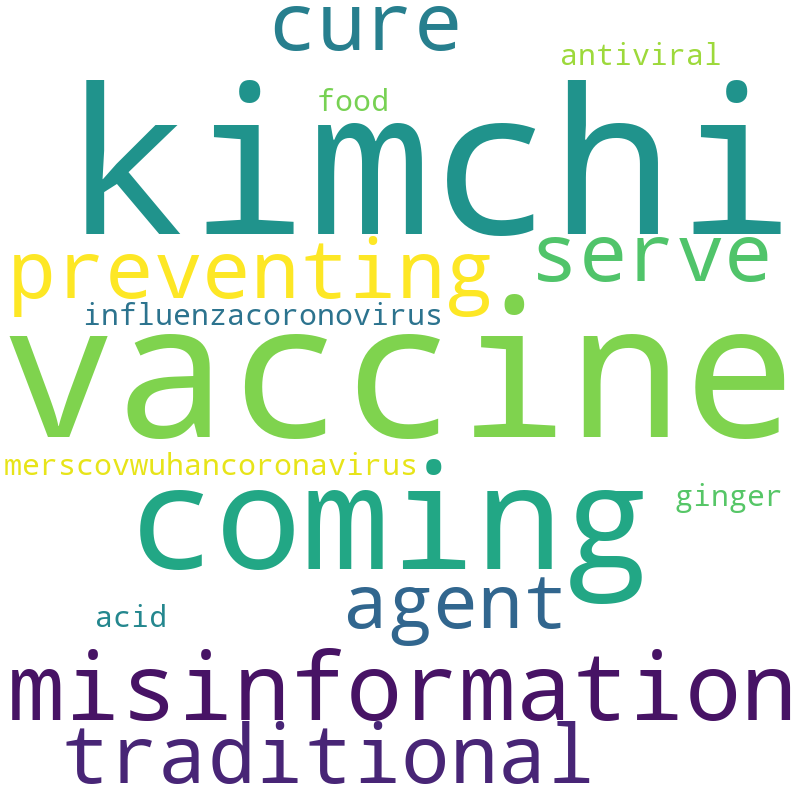 cure
antiviral
food
kimchi
preventing serve
influenzacoronovirus
vaccine
merscovwuhancoronavirus
coming ginger
agent
acid
misinformation
traditional